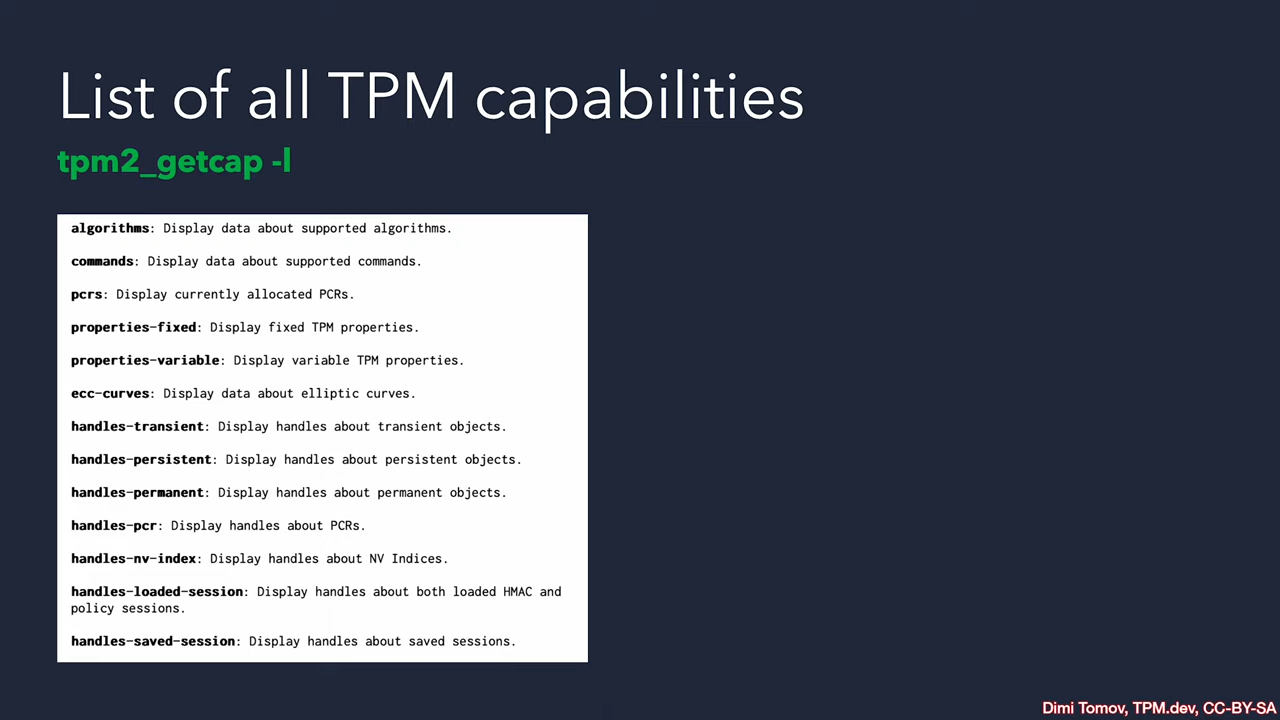 List of all TPM capabilities
tpm2_getcap -l
algorithms: Display data about supported algorithms.
commands: Display data about supported commands.
pcrs: Display currently allocated PCRs.
properties-fixed: Display fixed TPM properties.
properties-variable: Display variable TPM properties.
ecc-curves: Display data about elliptic curves.
handles-transient: Display handles about transient objects.
handles-persistent: Display handles about persistent objects.
handles-permanent: Display handles about permanent objects.
handles-pcr: Display handles about PCRs.
handles-nv-index: Display handles about NV Indices.
handles-loaded-session: Display handles about both loaded HMAC and
policy sessions.
handles-saved-session: Display handles about saved sessions.
Dimi Tomov, TPM.dev, CC-BY-SA